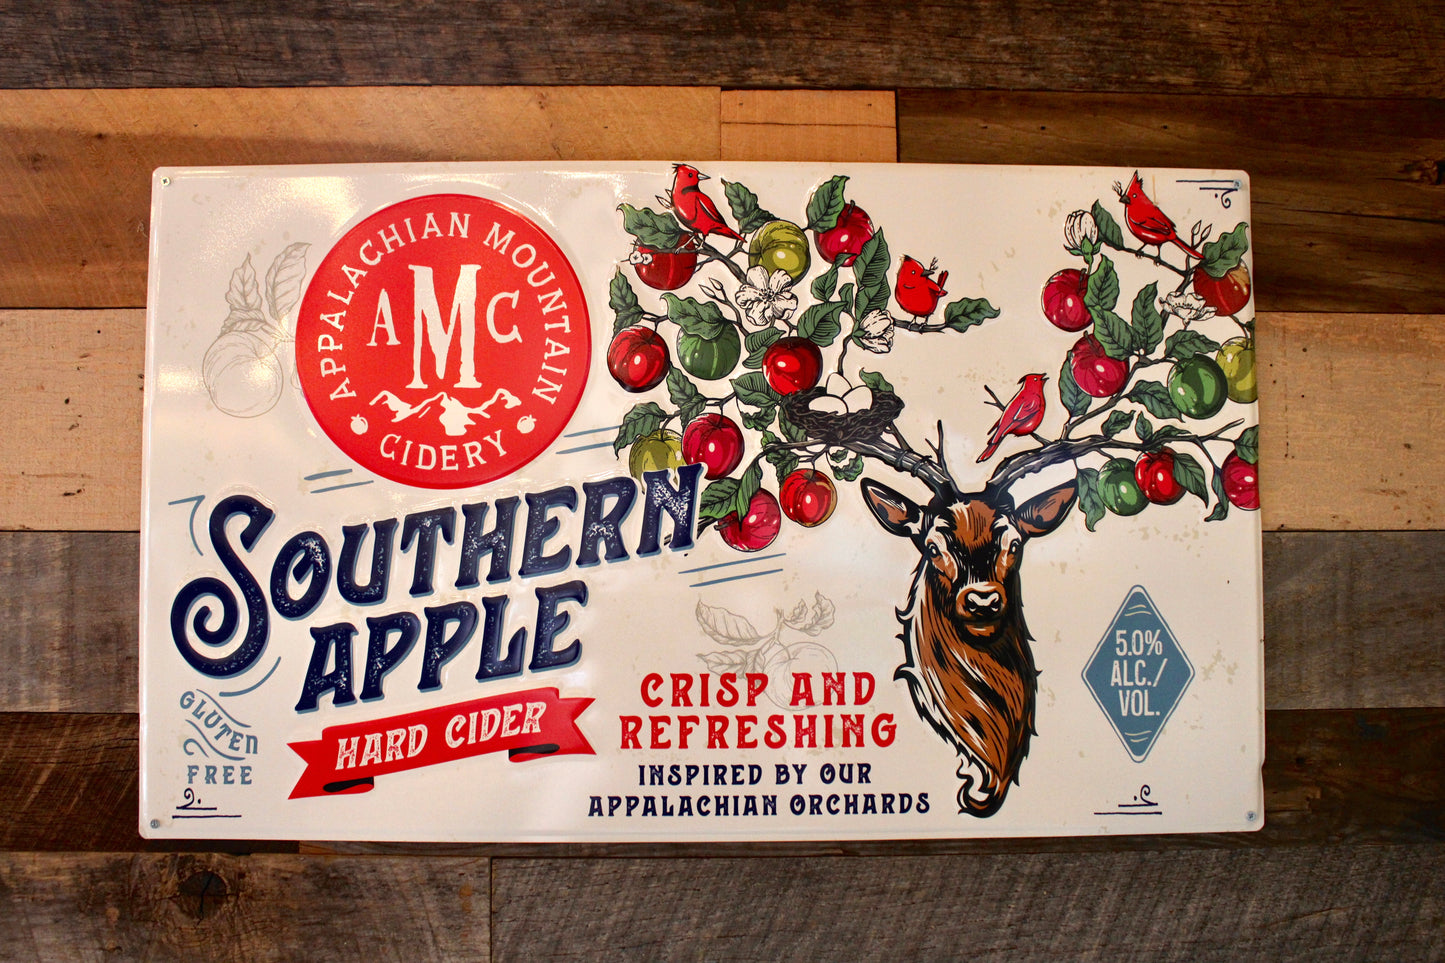 APPALACHIAN MOUNTAIN
AMC
CIDERY
SOUTHERN
APPLE
HARD CIDER
GLUTEN
FREE
CRISP AND
REFRESHING
INSPIRED BY OUR
APPALACHIAN ORCHARDS
5.0%
ALC./
VOL.